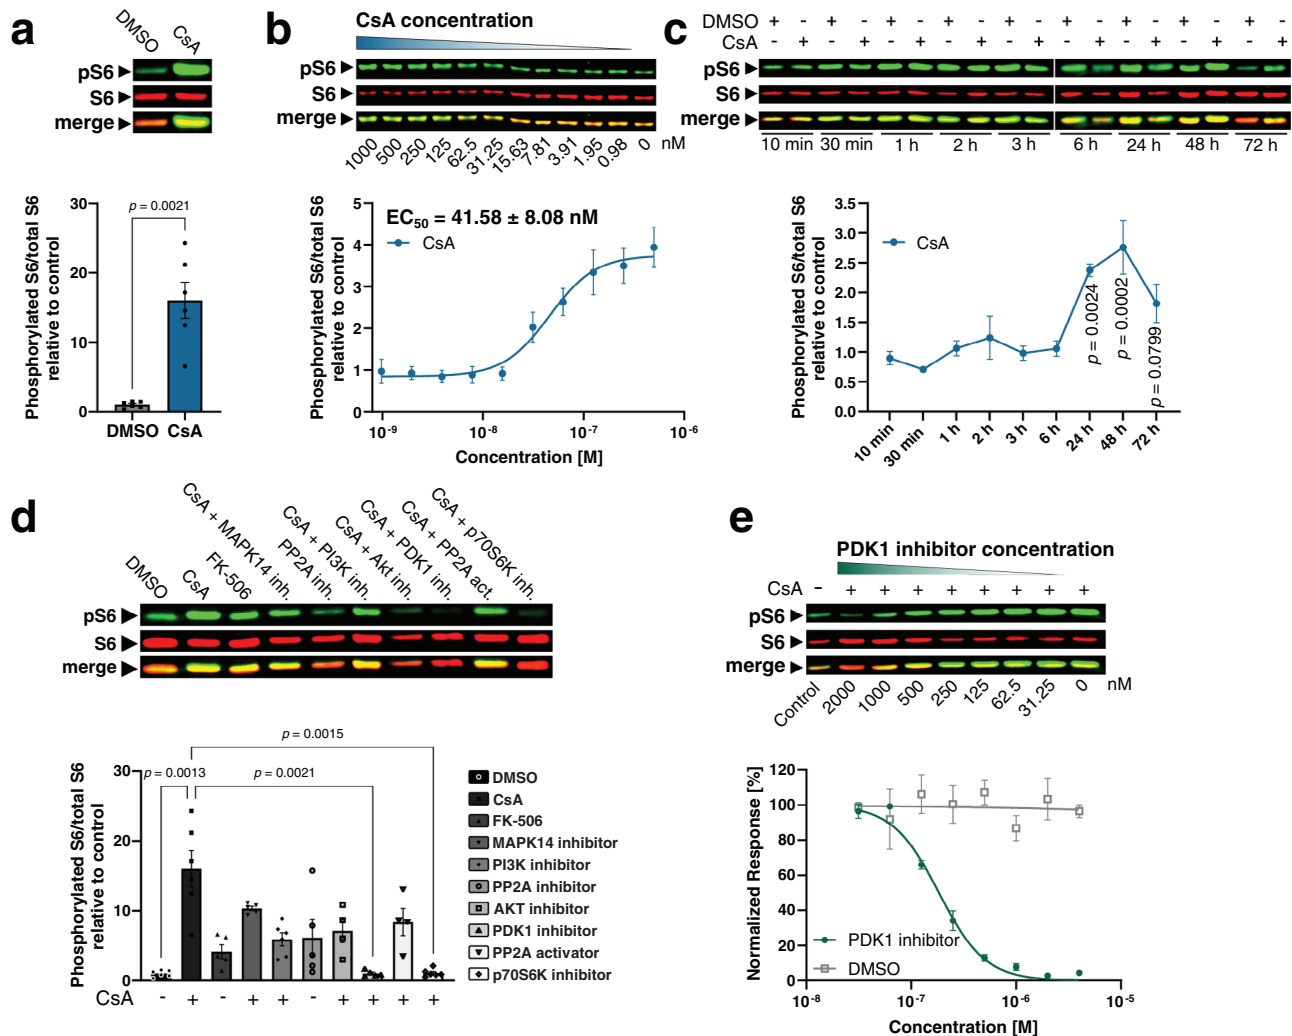 a
DMSO
CsA
pS6
S6
merge
30
20
10
0
p = 0.0021
Phosphorylated S6/total S6
relative to control
DMSO CsA
b
CsA concentration
pS6
S6
merge
1000 500 250 125 62.5 31.25 15.63 7.81 3.91 1.95 0.98 0 nM
EC50 = 41.58 ± 8.08 nM
CsA
5
4
3
2
1
0
Phosphorylated S6/total S6
relative to control
10-9 10-8 10-7 10-6
Concentration [M]
c
DMSO + - + - + - + - + - + - + - + - + -
CsA - + - + - + - + - + - + - + - + - +
pS6
S6
merge
10 min 30 min 1 h 2 h 3 h 6 h 24 h 48 h 72 h
3.5
3.0
2.5
2.0
1.5
1.0
0.5
0.0
CsA
Phosphorylated S6/total S6
relative to control
p = 0.0024
p = 0.0002
p = 0.0799
10 min 30 min 1 h 2 h 3 h 6 h 24 h 48 h 72 h
d
DMSO
CsA
FK-506
CsA + MAPK14 inh.
PP2A inh.
CsA + PI3K inh.
CsA + Akt inh.
CsA + PDK1 inh.
CsA + PP2A act.
CsA + p70S6K inh.
pS6
S6
merge
p = 0.0015
p = 0.0013
p = 0.0021
30
20
10
0
Phosphorylated S6/total S6
relative to control
CsA - + - + + - + + + +
DMSO
CsA
FK-506
MAPK14 inhibitor
PI3K inhibitor
PP2A inhibitor
AKT inhibitor
PDK1 inhibitor
PP2A activator
p70S6K inhibitor
e
PDK1 inhibitor concentration
CsA - + + + + + + + +
pS6
S6
merge
Control 2000 1000 500 250 125 62.5 31.25 0 nM
120
100
80
60
40
20
0
Normalized Response [%]
PDK1 inhibitor
DMSO
10-8 10-7 10-6 10-5
Concentration [M]